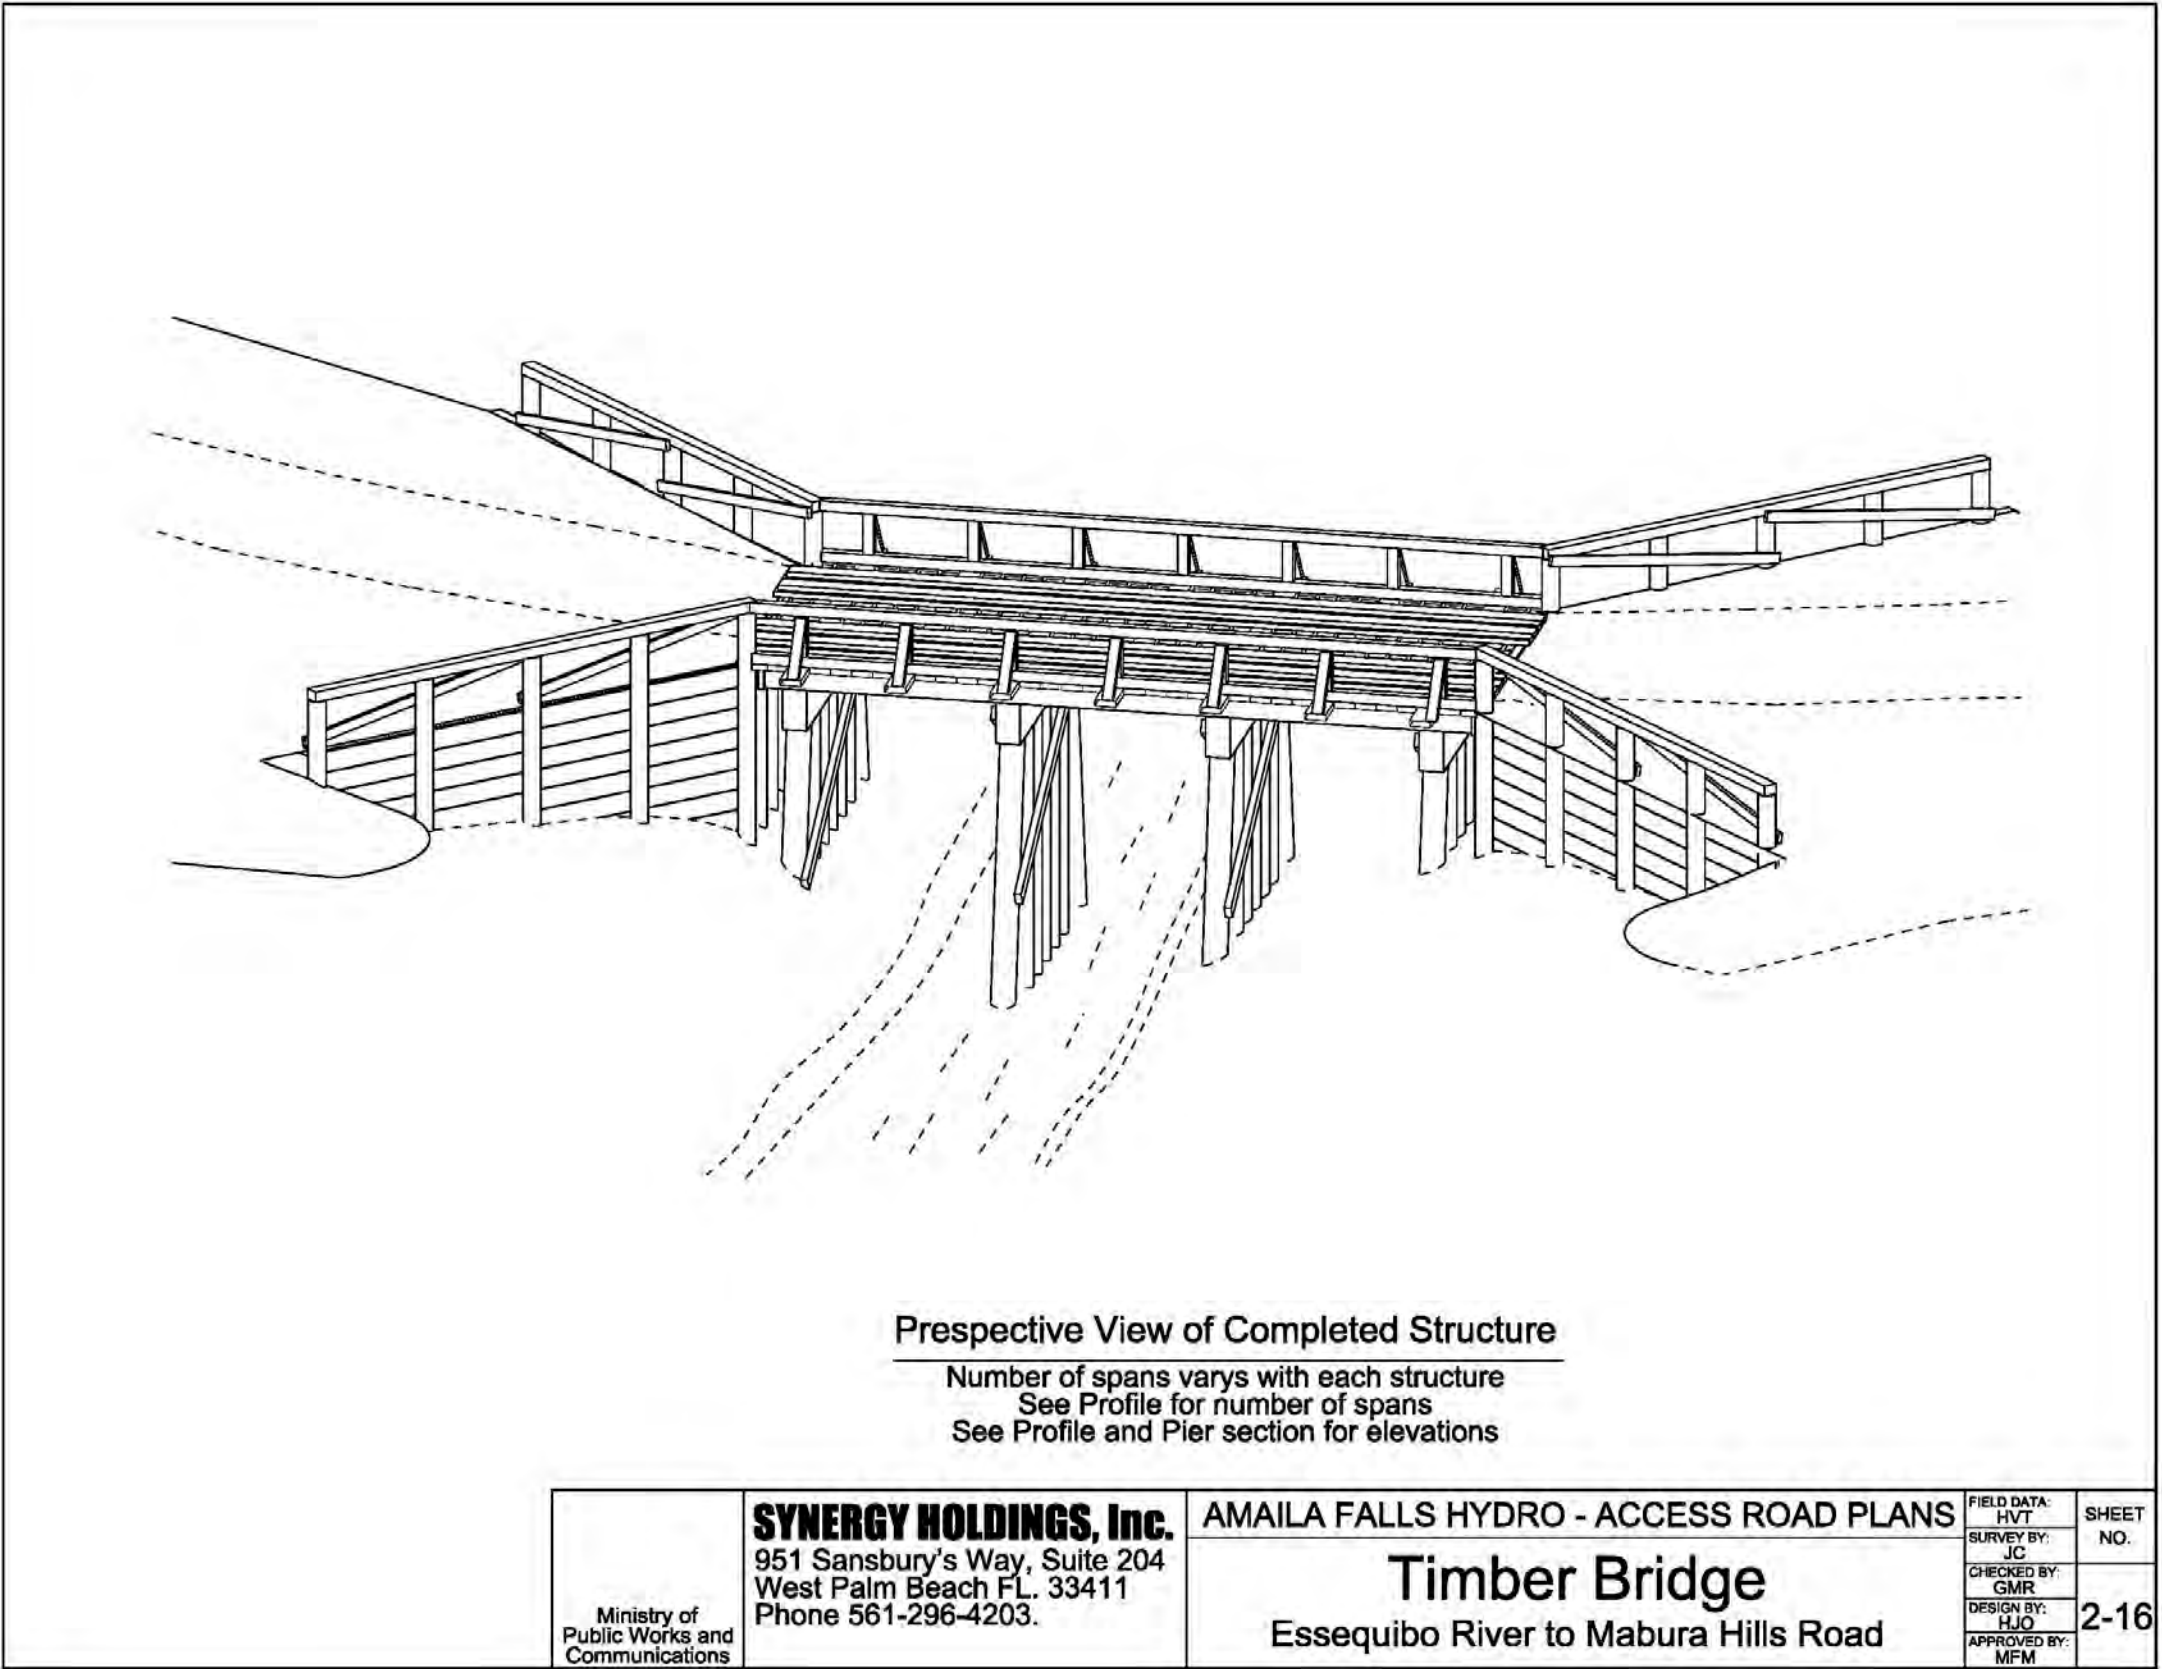 Prespective View of Completed Structure
Number of spans varys with each structure
See Profile for number of spans
See Profile and Pier section for elevations
Ministry of
Public Works and
Communications
SYNERGY HOLDINGS, Inc.
951 Sansbury's Way, Suite 204
West Palm Beach FL. 33411
Phone 561-296-4203.
AMAILA FALLS HYDRO - ACCESS ROAD PLANS
Timber Bridge
Essequibo River to Mabura Hills Road
FIELD DATA:
HVT
SURVEY BY:
JC
CHECKED BY:
GMR
DESIGN BY:
HJO
APPROVED BY:
MFM
SHEET
NO.
2-16